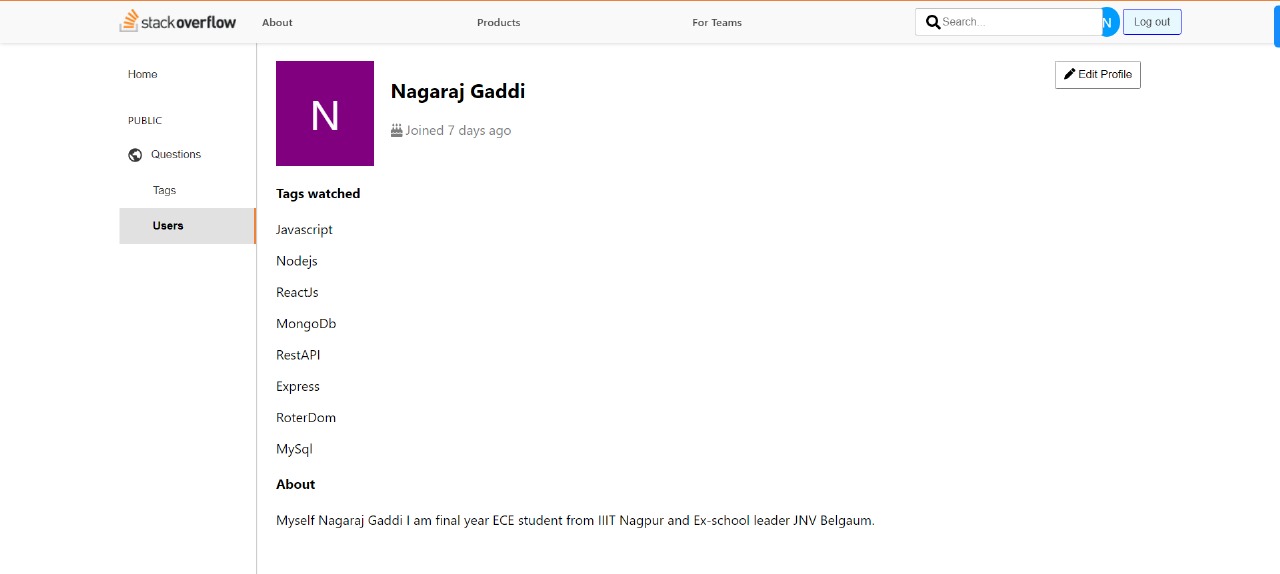 stackoverflow About Products For Teams Search... N Log out
Home
PUBLIC
Questions
Tags
Users
N
Nagaraj Gaddi
Joined 7 days ago
Edit Profile
Tags watched
Javascript
Nodejs
ReactJs
MongoDb
RestAPI
Express
RoterDom
MySql
About
Myself Nagaraj Gaddi I am final year ECE student from IIIT Nagpur and Ex-school leader JNV Belgaum.